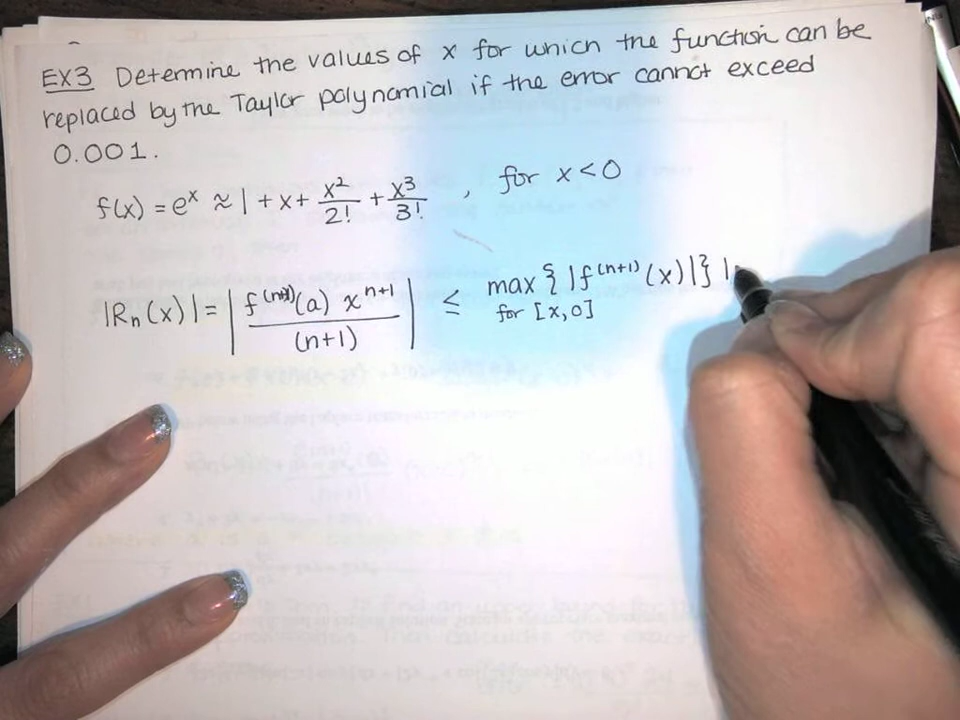 EX3 Determine the values of x for which the function can be
replaced by the Taylor polynomial if the error cannot exceed
0.001.
f(x) = e^x ≈ 1 + x + x²/2! + x³/3! , for x < 0
|Rₙ(x)| = | f^(n+1)(a) x^(n+1) / (n+1) | ≤ max { |f^(n+1)(x)| } |
for [x,0]